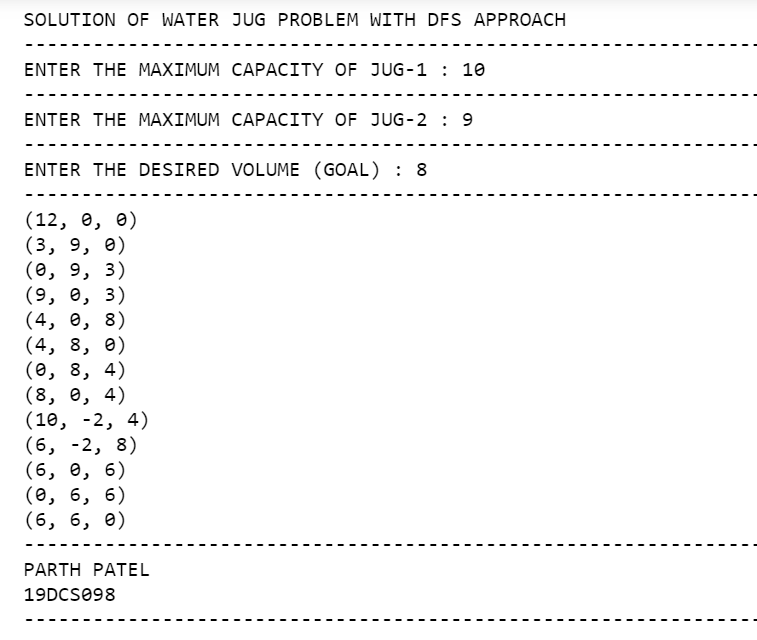 SOLUTION OF WATER JUG PROBLEM WITH DFS APPROACH
----------------------------------------------------------------
ENTER THE MAXIMUM CAPACITY OF JUG-1 : 10
----------------------------------------------------------------
ENTER THE MAXIMUM CAPACITY OF JUG-2 : 9
----------------------------------------------------------------
ENTER THE DESIRED VOLUME (GOAL) : 8
----------------------------------------------------------------
(12, 0, 0)
(3, 9, 0)
(0, 9, 3)
(9, 0, 3)
(4, 0, 8)
(4, 8, 0)
(0, 8, 4)
(8, 0, 4)
(10, -2, 4)
(6, -2, 8)
(6, 0, 6)
(0, 6, 6)
(6, 6, 0)
----------------------------------------------------------------
PARTH PATEL
19DCS098
----------------------------------------------------------------